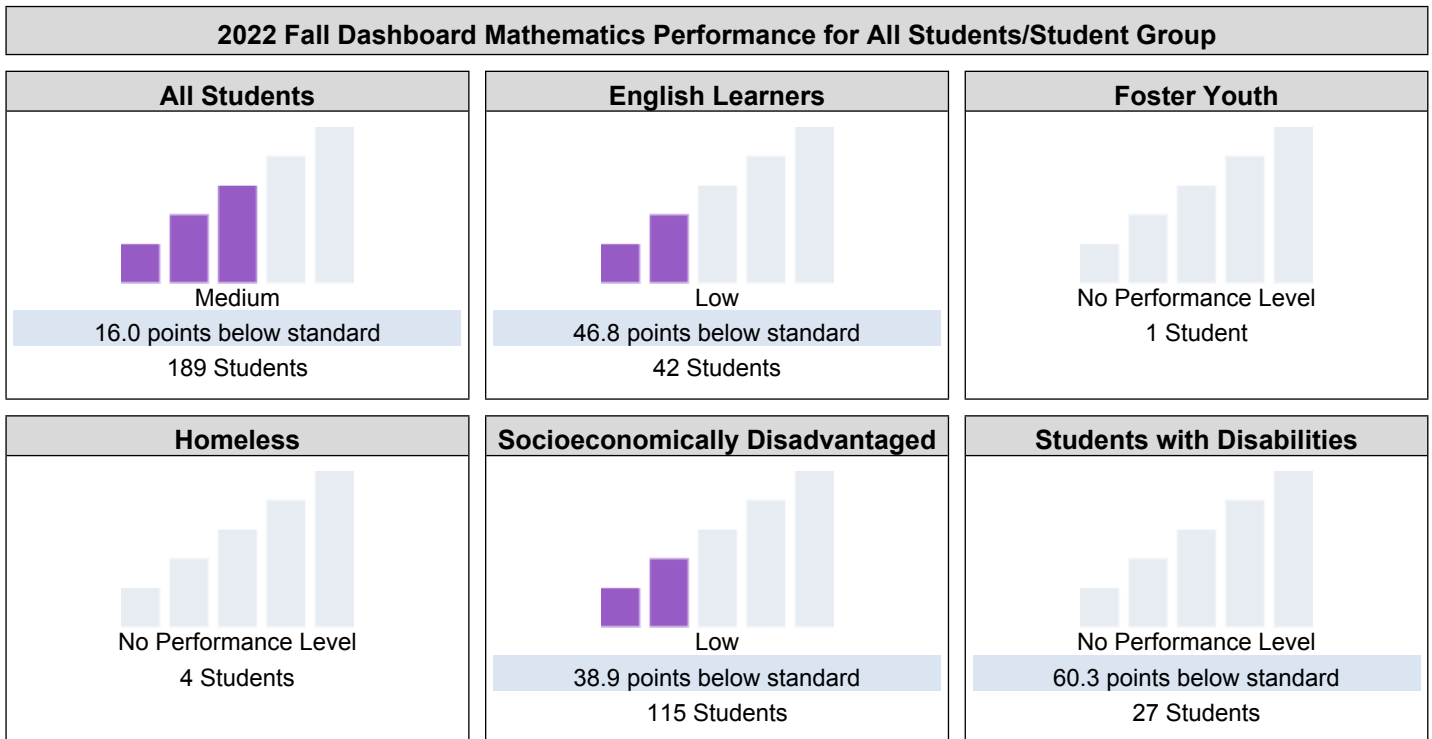 2022 Fall Dashboard Mathematics Performance for All Students/Student Group
All Students
Medium
16.0 points below standard
189 Students
English Learners
Low
46.8 points below standard
42 Students
Foster Youth
No Performance Level
1 Student
Homeless
No Performance Level
4 Students
Socioeconomically Disadvantaged
Low
38.9 points below standard
115 Students
Students with Disabilities
No Performance Level
60.3 points below standard
27 Students